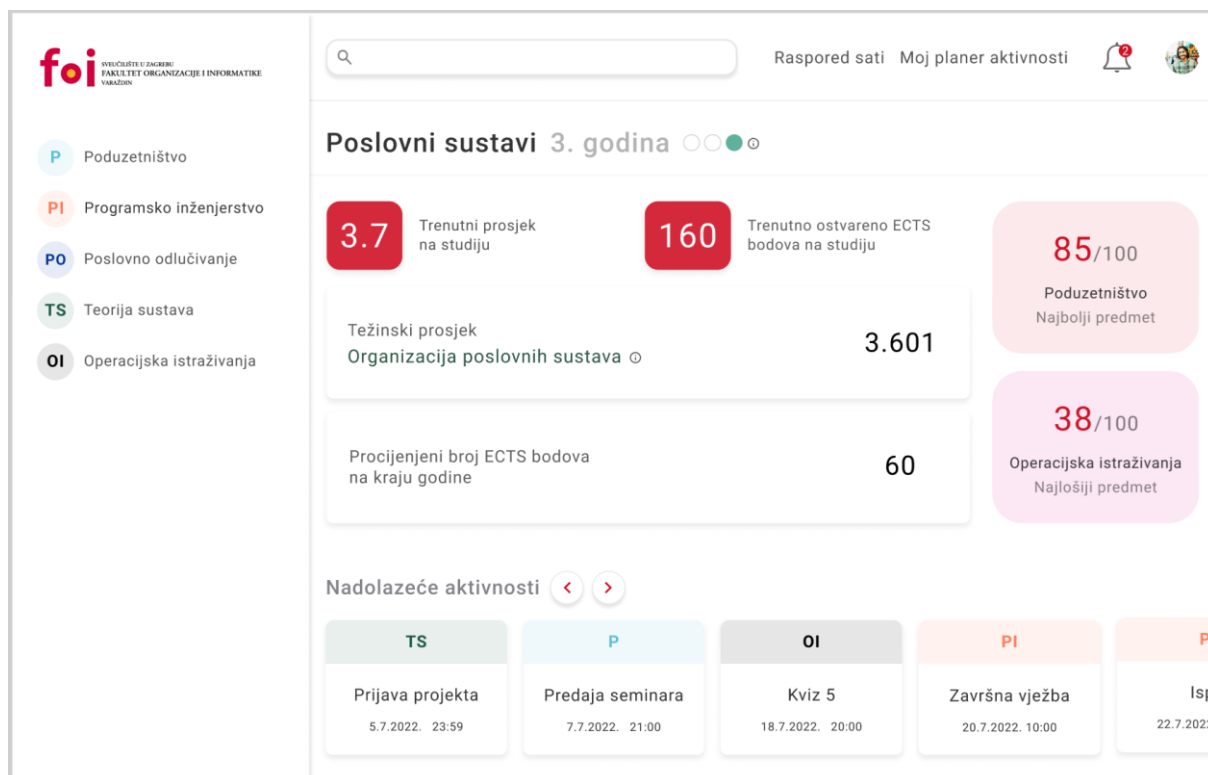 foi
SVEUČILIŠTE U ZAGREBU
FAKULTET ORGANIZACIJE I INFORMATIKE
VARAŽDIN
Raspored sati Moj planer aktivnosti
2
P Poduzetništvo
PI Programsko inženjerstvo
PO Poslovno odlučivanje
TS Teorija sustava
OI Operacijska istraživanja
Poslovni sustavi 3. godina
3.7
Trenutni prosjek
na studiju
160
Trenutno ostvareno ECTS
bodova na studiju
Težinski prosjek
Organizacija poslovnih sustava
3.601
Procijenjeni broj ECTS bodova
na kraju godine
60
85/100
Poduzetništvo
Najbolji predmet
38/100
Operacijska istraživanja
Najlošiji predmet
Nadolazeće aktivnosti
TS
Prijava projekta
5.7.2022. 23:59
P
Predaja seminara
7.7.2022. 21:00
OI
Kviz 5
18.7.2022. 20:00
PI
Završna vježba
20.7.2022. 10:00
P
Isp
22.7.202